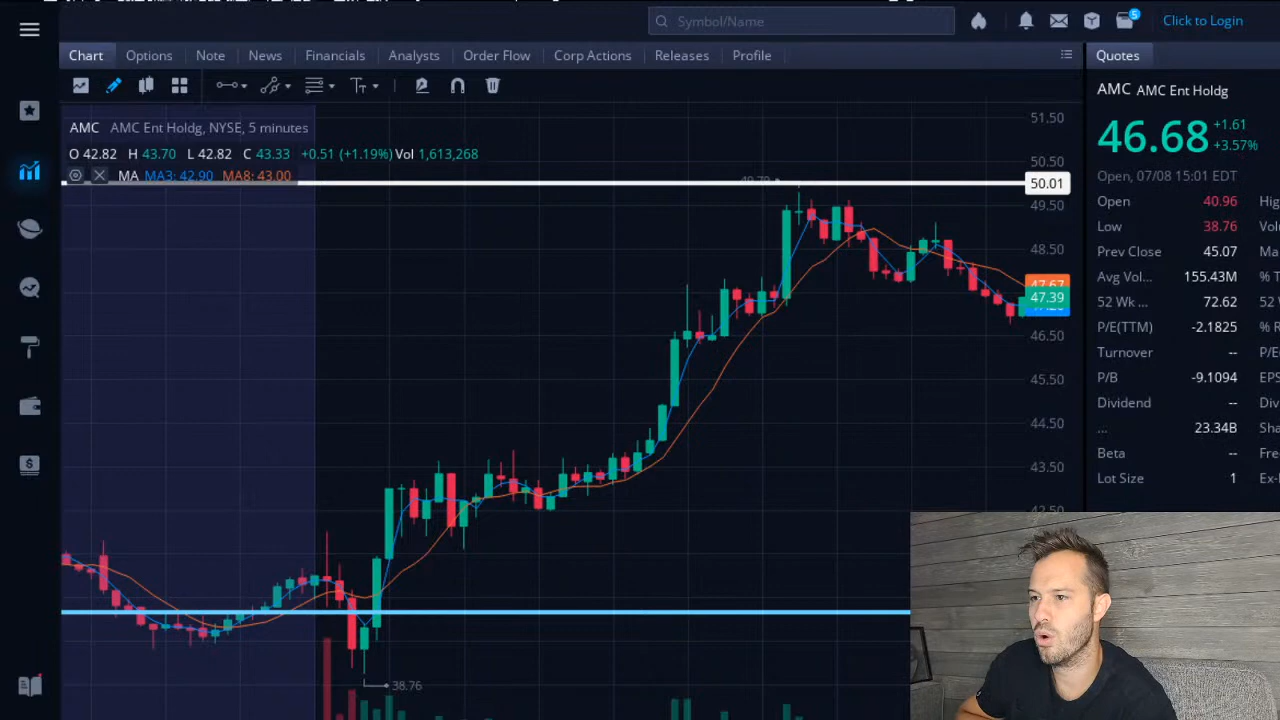 Symbol/Name
5
Click to Login
Chart
Options
Note
News
Financials
Analysts
Order Flow
Corp Actions
Releases
Profile
Quotes
AMC AMC Ent Holdg
46.68
+1.61
+3.57%
Open, 07/08 15:01 EDT
Open 40.96
Low 38.76
Prev Close 45.07
Avg Vol... 155.43M
52 Wk ... 72.62
P/E(TTM) -2.1825
Turnover --
P/B -9.1094
Dividend --
... 23.34B
Beta --
Lot Size 1
AMC AMC Ent Holdg, NYSE, 5 minutes
O 42.82 H 43.70 L 42.82 C 43.33 +0.51 (+1.19%) Vol 1,613,268
MA MA3: 42.90 MA8: 43.00
51.50
50.50
50.01
49.50
48.50
47.67
47.39
46.50
45.50
44.50
43.50
42.50
38.76